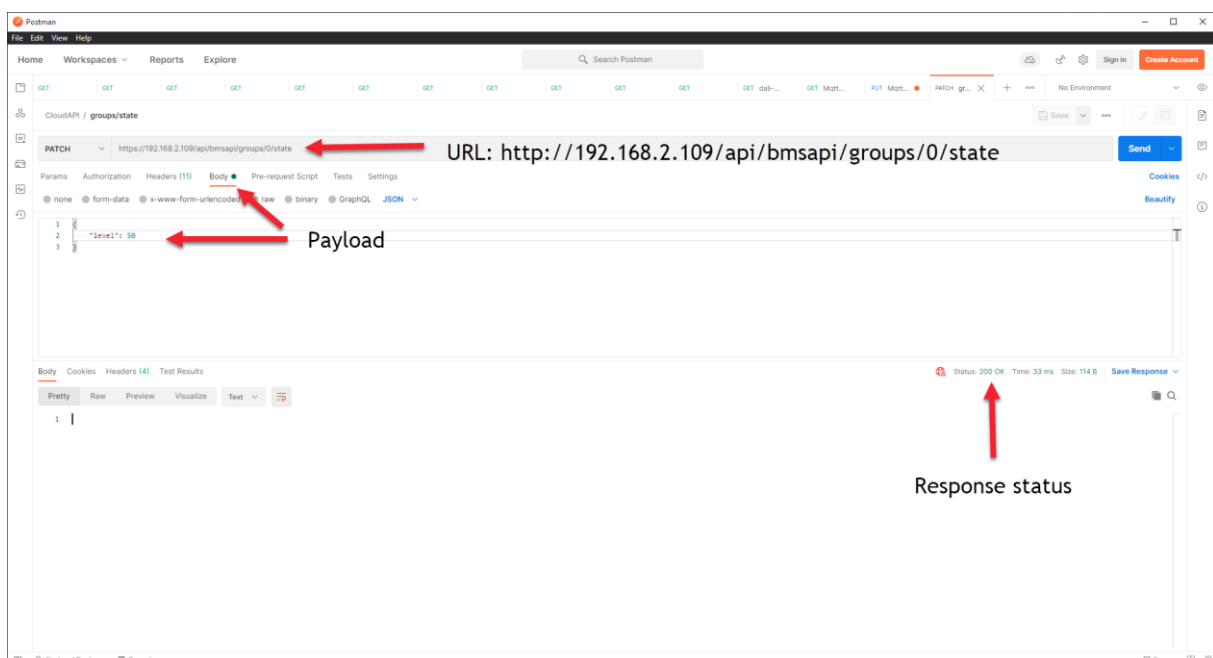 Postman
File Edit View Help
Home Workspaces Reports Explore Search Postman Sign In Create Account
GET GET GET GET GET GET GET GET GET GET GET GET dali-... GET Mqtt... PUT Mqtt... PATCH gr... No Environment
CloudAPI / groups/state Save
PATCH https://192.168.2.109/api/bmsapi/groups/0/state URL: http://192.168.2.109/api/bmsapi/groups/0/state Send
Params Authorization Headers (11) Body Pre-request Script Tests Settings Cookies
none form-data x-www-form-urlencoded raw binary GraphQL JSON Beautify
1 {
2 "level": 50
3 }
Payload
Body Cookies Headers (4) Test Results Status: 200 OK Time: 33 ms Size: 114 B Save Response
Pretty Raw Preview Visualize Text
1
Response status